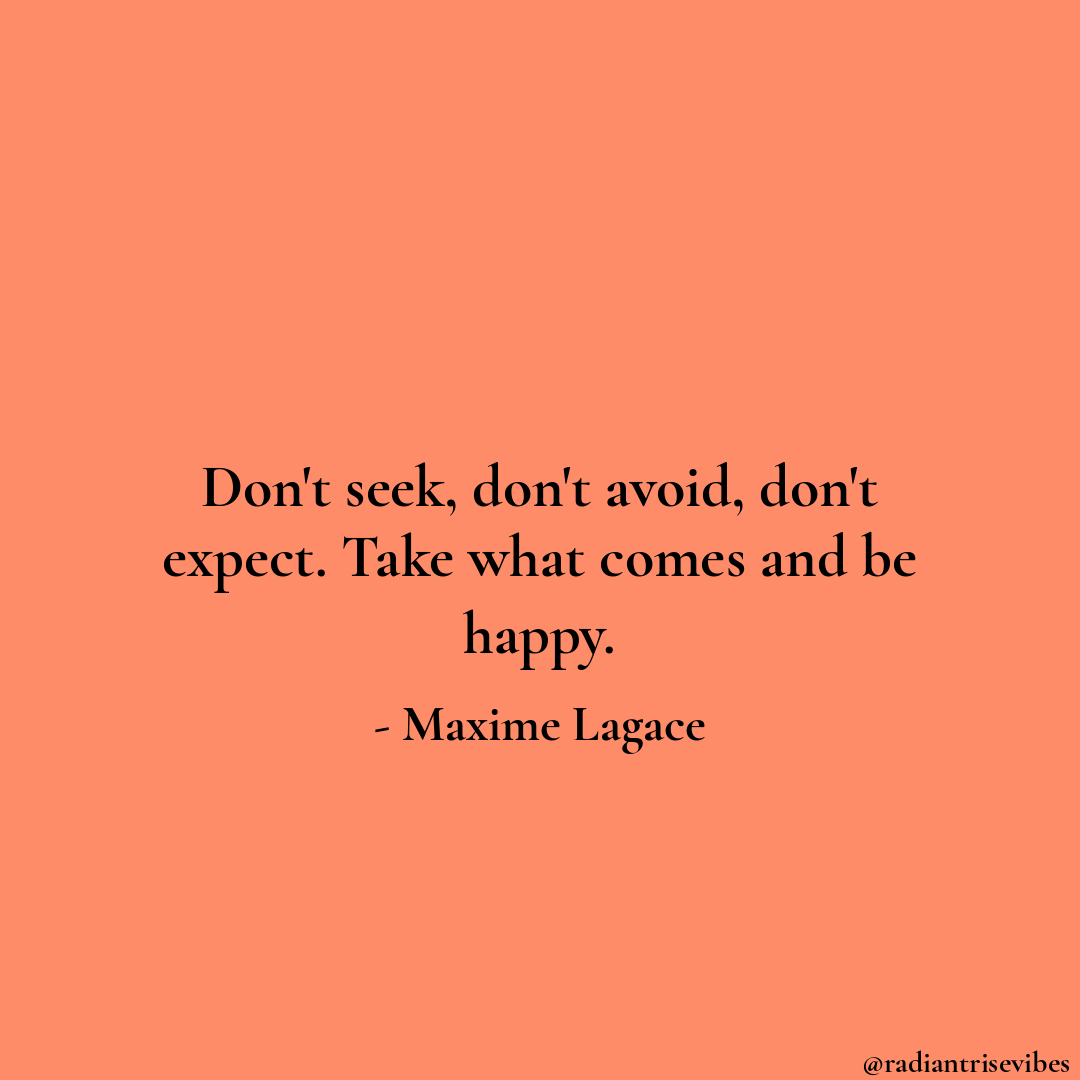 Don't seek, don't avoid, don't
expect. Take what comes and be
happy.
- Maxime Lagace
@radiantrisevibes